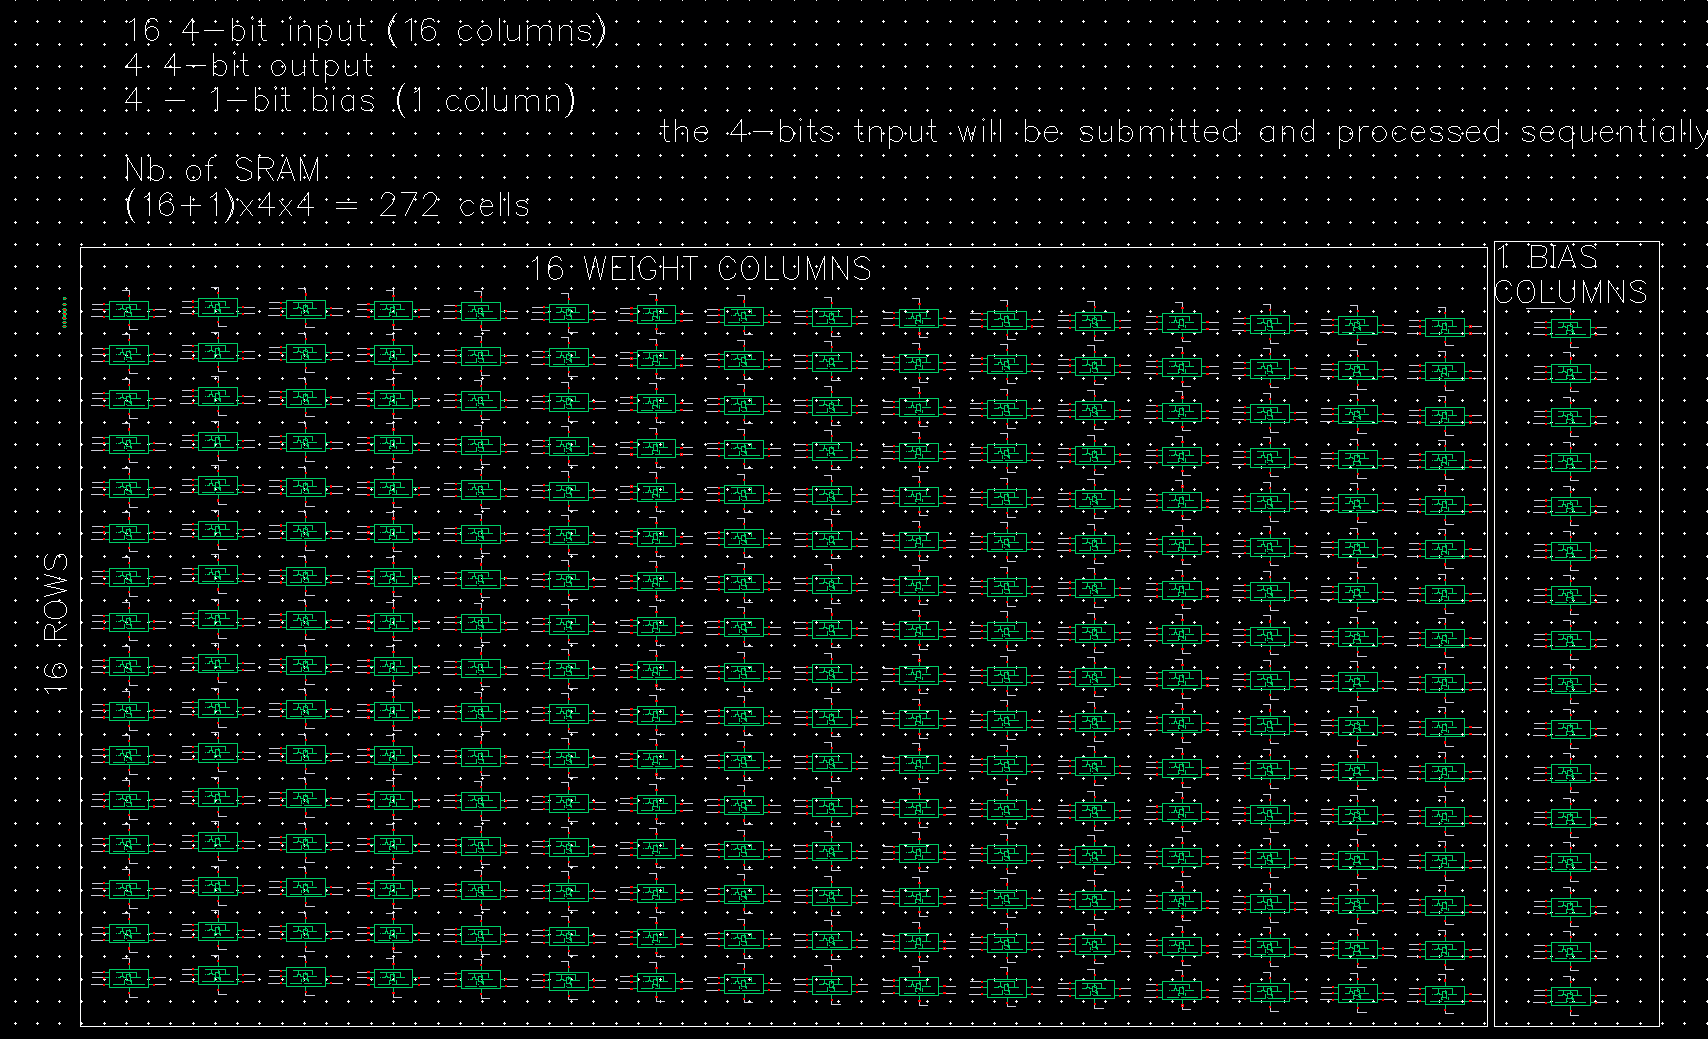 16 4-bit input (16 columns)
4 4-bit output
4 - 1-bit bias (1 column)
the 4-bits tnput will be submitted and processed sequentially
Nb of SRAM
(16+1)x4x4 = 272 cells
16 WEIGHT COLUMNS
1 BIAS
COLUMNS
16 ROWS